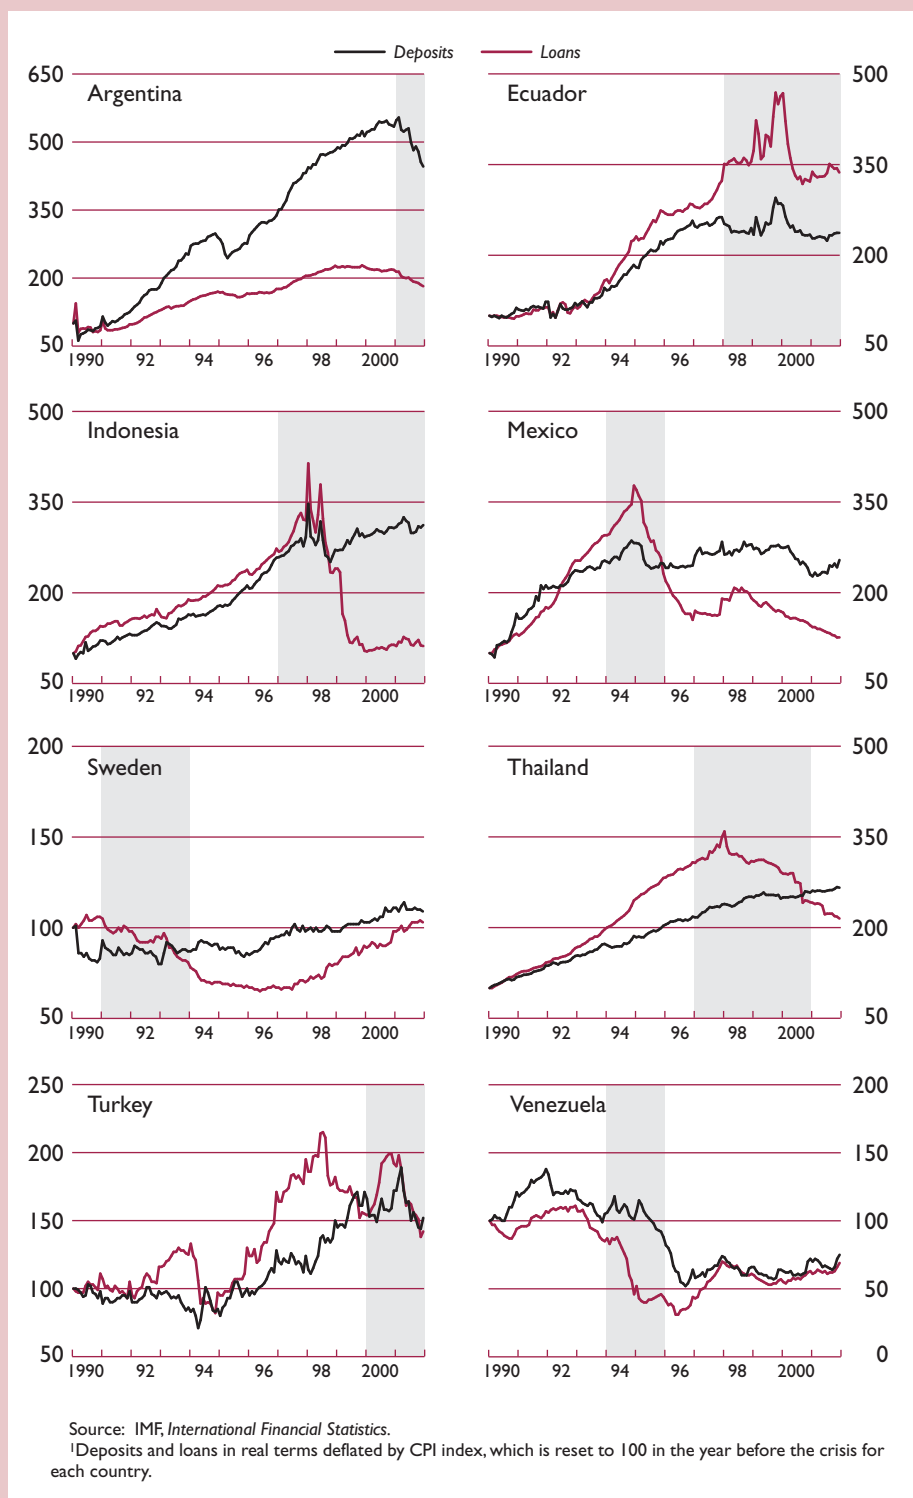 Deposits Loans
650
500
350
200
50
Argentina
1990 92 94 96 98 2000
Ecuador
500
350
200
50
1990 92 94 96 98 2000
500
350
200
50
Indonesia
1990 92 94 96 98 2000
Mexico
500
350
200
50
1990 92 94 96 98 2000
200
150
100
50
Sweden
1990 92 94 96 98 2000
Thailand
500
350
200
50
1990 92 94 96 98 2000
250
200
150
100
50
Turkey
1990 92 94 96 98 2000
Venezuela
200
150
100
50
0
1990 92 94 96 98 2000
Source: IMF, International Financial Statistics.
¹Deposits and loans in real terms deflated by CPI index, which is reset to 100 in the year before the crisis for
each country.